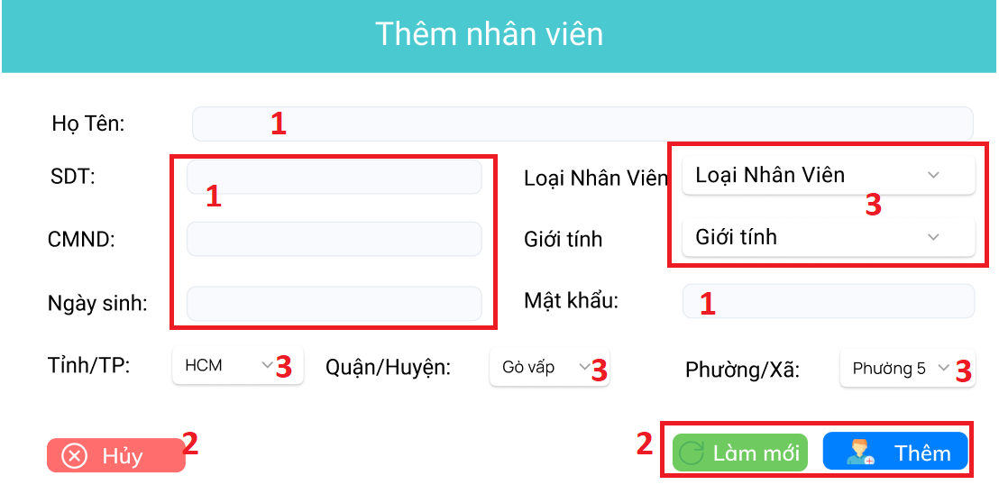 Thêm nhân viên
Họ Tên: 1
SDT: 1 Loại Nhân Viên Loại Nhân Viên 3
CMND: Giới tính Giới tính
Ngày sinh: Mật khẩu: 1
Tỉnh/TP: HCM 3 Quận/Huyện: Gò vấp 3 Phường/Xã: Phường 5 3
Hủy 2 2 Làm mới Thêm